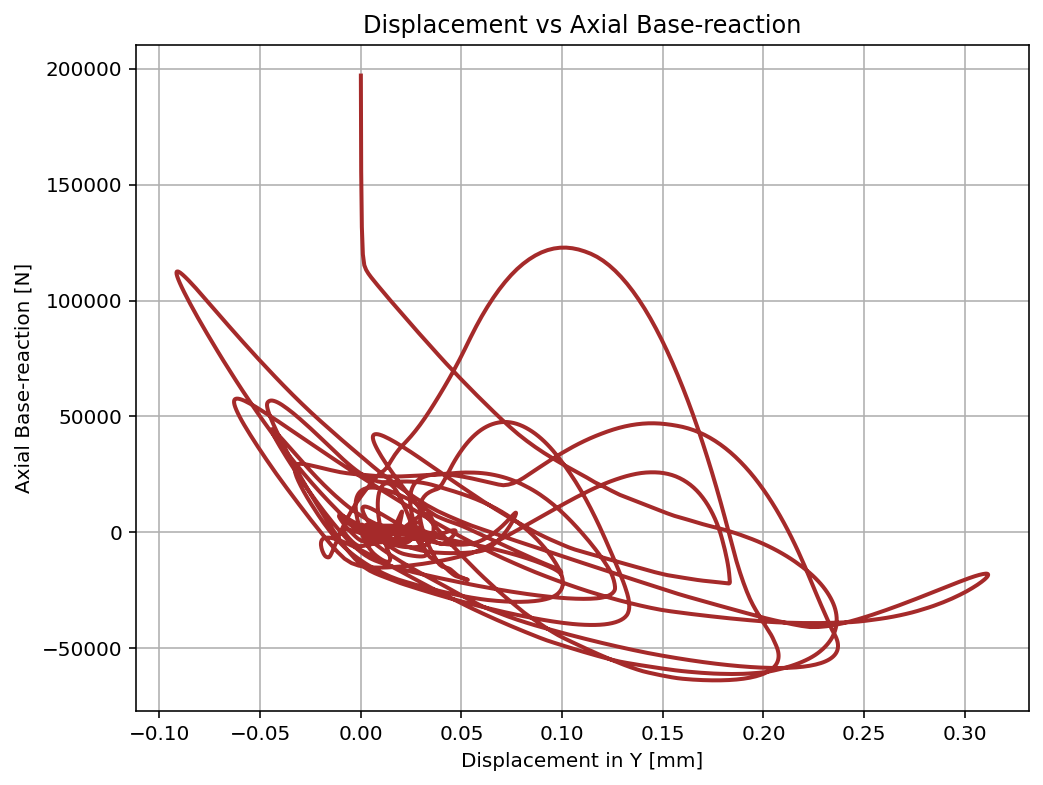 Displacement vs Axial Base-reaction
200000
150000
100000
50000
0
−50000
Axial Base-reaction [N]
−0.10 −0.05 0.00 0.05 0.10 0.15 0.20 0.25 0.30
Displacement in Y [mm]